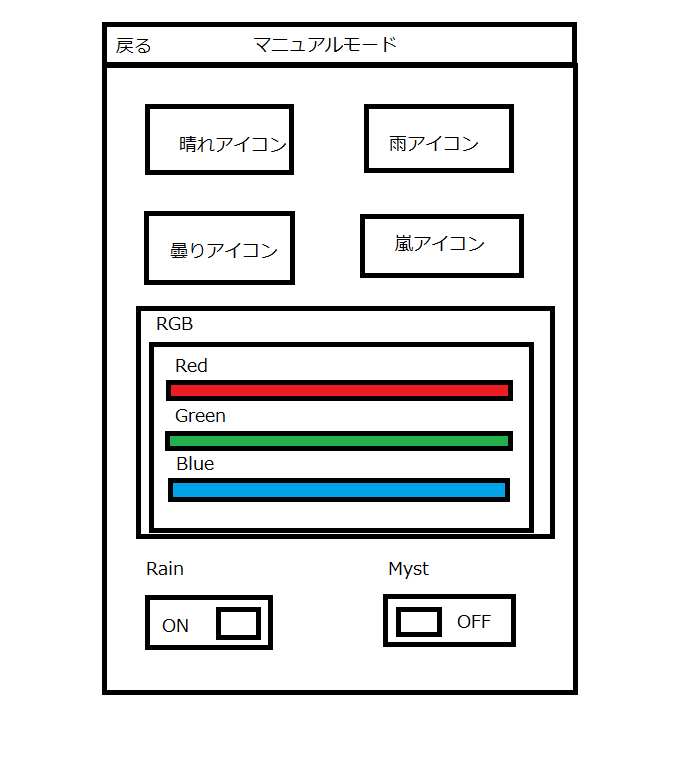 戻る マニュアルモード
晴れアイコン 雨アイコン
曇りアイコン 嵐アイコン
RGB
Red
Green
Blue
Rain Myst
ON OFF